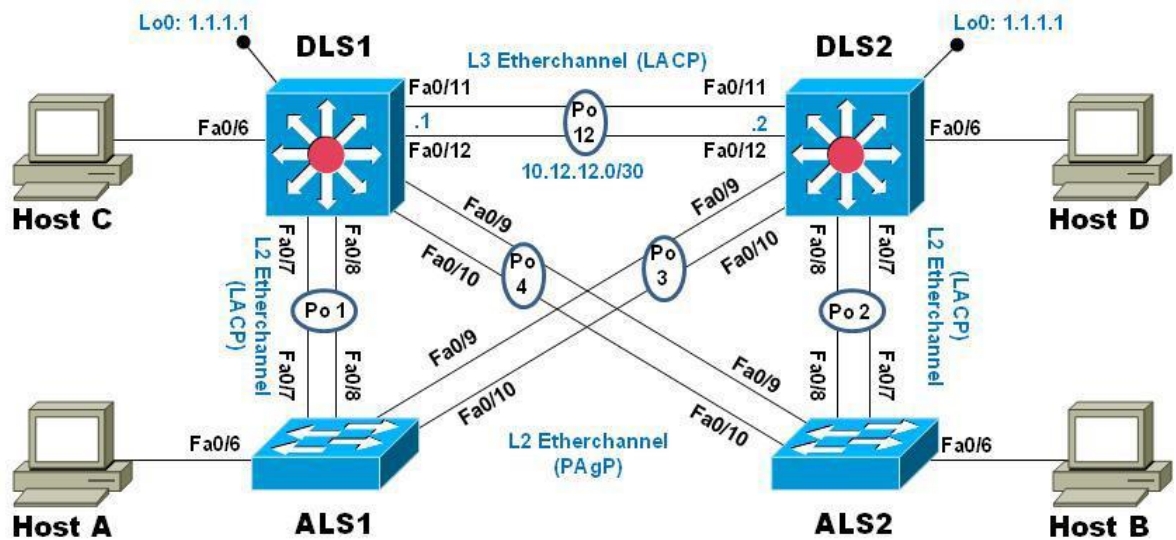 Lo0: 1.1.1.1
Lo0: 1.1.1.1
DLS1
DLS2
L3 Etherchannel (LACP)
Fa0/11
Fa0/11
Fa0/6
.1
Po
12
.2
Fa0/6
Fa0/12
Fa0/12
10.12.12.0/30
Host C
Host D
Fa0/9
Fa0/9
Fa0/10
Fa0/10
Fa0/7
Fa0/8
Fa0/8
Fa0/7
Po
4
Po
3
L2 Etherchannel
(LACP)
Po 1
Po 2
L2 Etherchannel
(LACP)
Fa0/7
Fa0/8
Fa0/9
Fa0/10
Fa0/9
Fa0/10
Fa0/8
Fa0/7
L2 Etherchannel
(PAgP)
Fa0/6
Fa0/6
Host A
ALS1
ALS2
Host B